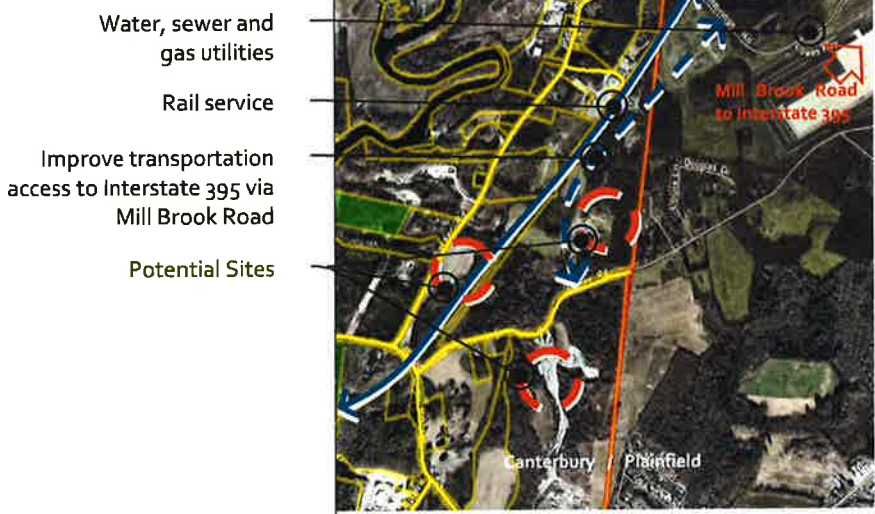 Water, sewer and
gas utilities
Rail service
Improve transportation
access to Interstate 395 via
Mill Brook Road
Potential Sites
Mill Brook Road
to Interstate 395
Canterbury / Plainfield